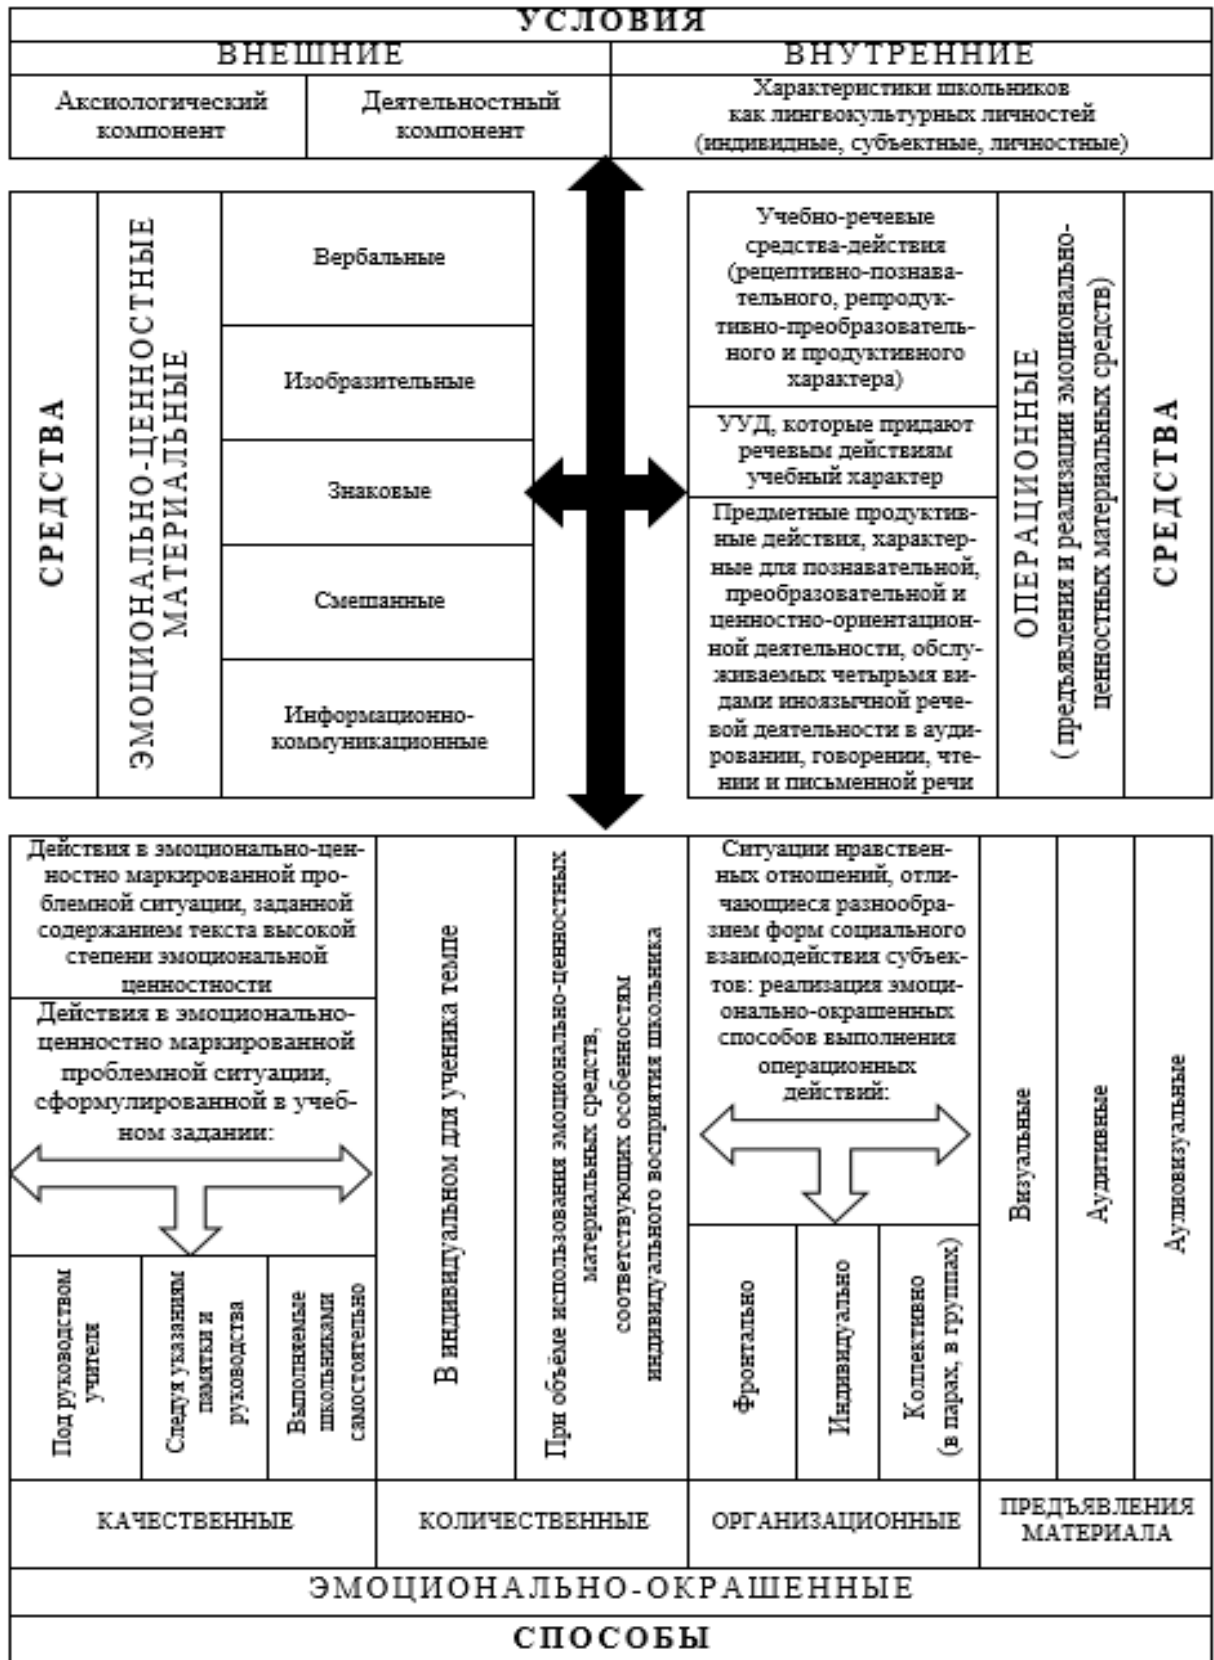 УСЛОВИЯ
ВНЕШНИЕ
ВНУТРЕННИЕ
Аксиологический
компонент
Деятельностный
компонент
Характеристики школьников
как лингвокультурных личностей
(индивидные, субъектные, личностные)
СРЕДСТВА
ЭМОЦИОНАЛЬНО-ЦЕННОСТНЫЕ
МАТЕРИАЛЬНЫЕ
Вербальные
Изобразительные
Знаковые
Смешанные
Информационно-
коммуникационные
Учебно-речевые
средства-действия
(рецептивно-познава-
тельного, репродук-
тивно-преобразователь-
ного и продуктивного
характера)
УУД, которые придают
речевым действиям
учебный характер
Предметные продуктив-
ные действия, характер-
ные для познавательной,
преобразовательной и
ценностно-ориентацион-
ной деятельности, обслу-
живаемых четырьмя ви-
дами иноязычной рече-
вой деятельности в ауди-
ровании, говорении, чте-
нии и письменной речи
ОПЕРАЦИОННЫЕ
( предъявления и реализации эмоционально-
ценностных материальных средств)
СРЕДСТВА
Действия в эмоционально-цен-
ностно маркированной про-
блемной ситуации, заданной
содержанием текста высокой
степени эмоциональной
ценностности
Действия в эмоционально-
ценностно маркированной
проблемной ситуации,
сформулированной в учеб-
ном задании:
Под руководством
учителя
Следуя указаниям
памятки и
руководства
Выполняемые
школьниками
самостоятельно
В индивидуальном для ученика темпе
При объёме использования эмоционально-ценностных
материальных средств,
соответствующих особенностям
индивидуального восприятия школьника
Ситуации нравствен-
ных отношений, отли-
чающиеся разнообра-
зием форм социального
взаимодействия субъек-
тов: реализация эмоци-
онально-окрашенных
способов выполнения
операционных
действий:
Фронтально
Индивидуально
Коллективно
(в парах, в группах)
Визуальные
Аудитивные
Аулиовизуальные
КАЧЕСТВЕННЫЕ
КОЛИЧЕСТВЕННЫЕ
ОРГАНИЗАЦИОННЫЕ
ПРЕДЪЯВЛЕНИЯ
МАТЕРИАЛА
ЭМОЦИОНАЛЬНО-ОКРАШЕННЫЕ
СПОСОБЫ